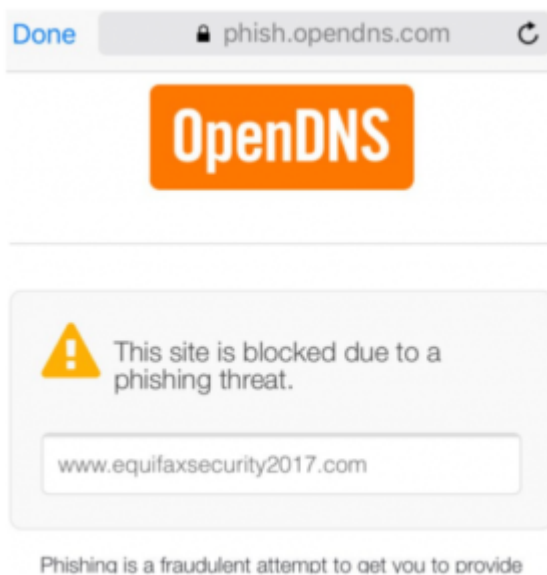 Done phish.opendns.com
OpenDNS
This site is blocked due to a
phishing threat.
www.equifaxsecurity2017.com
Phishing is a fraudulent attempt to get you to provide